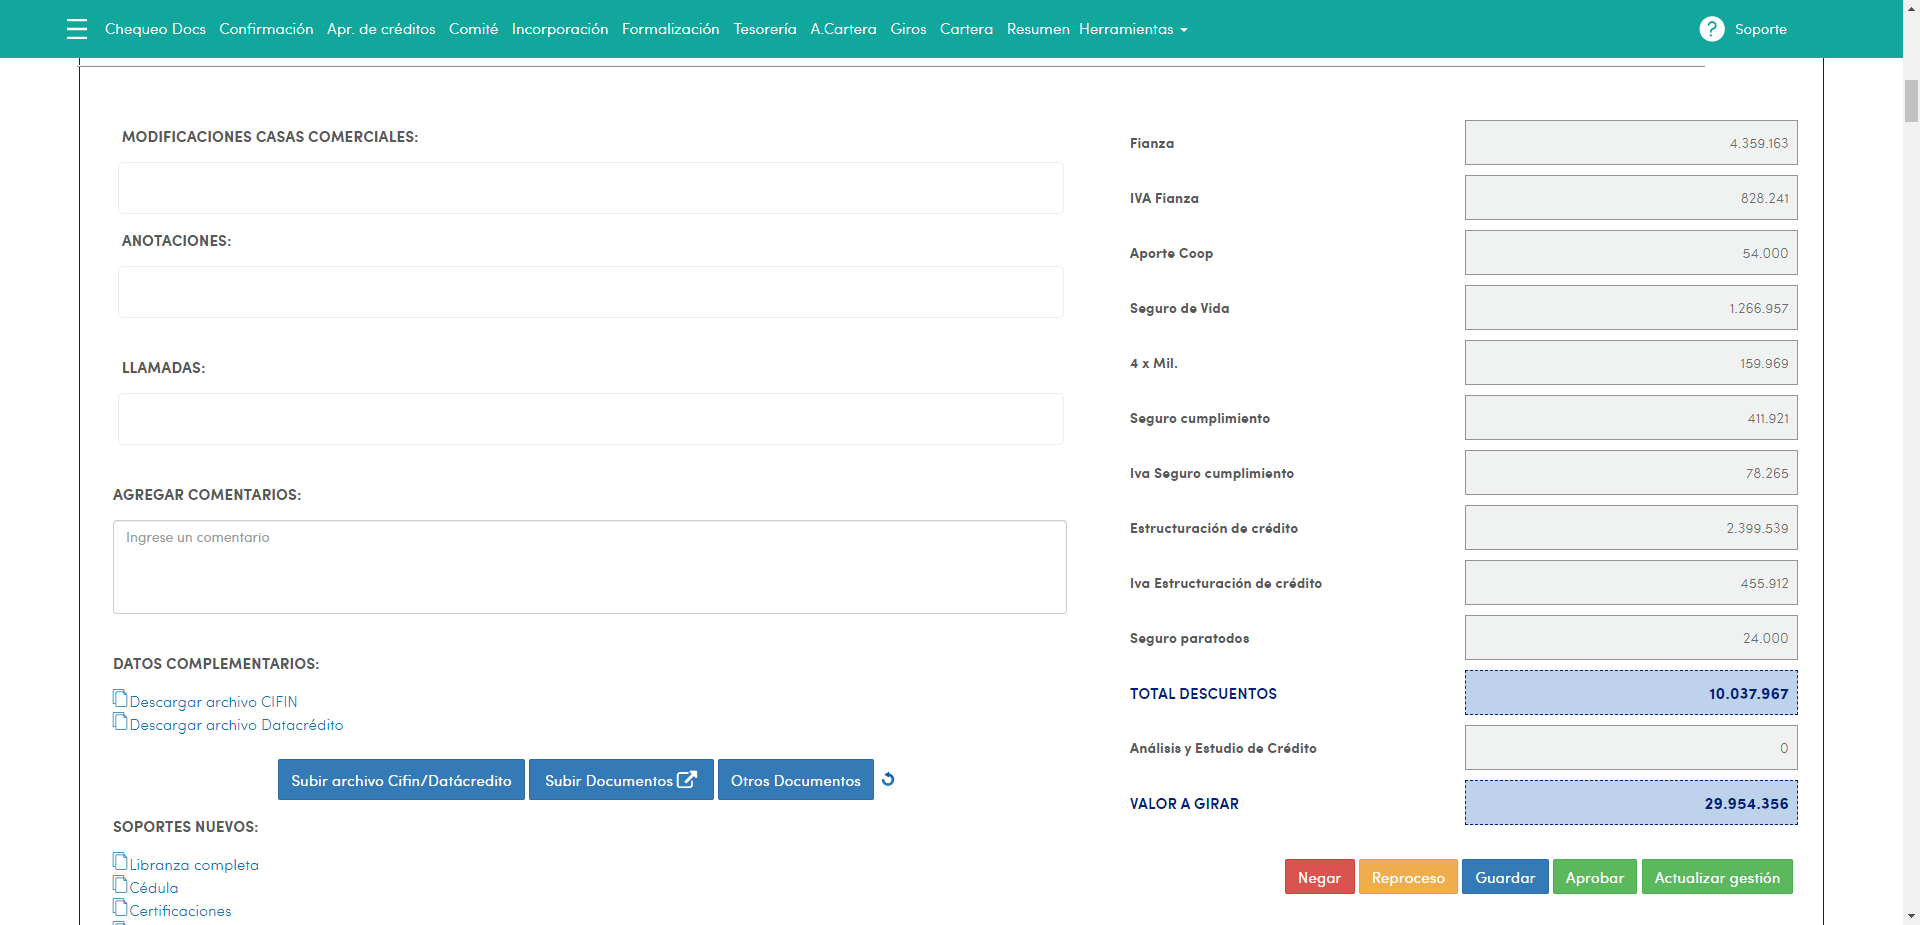 Chequeo Docs Confirmación Apr. de créditos Comité Incorporación Formalización Tesorería A.Cartera Giros Cartera Resumen Herramientas ? Soporte
MODIFICACIONES CASAS COMERCIALES:
ANOTACIONES:
LLAMADAS:
AGREGAR COMENTARIOS:
Ingrese un comentario
DATOS COMPLEMENTARIOS:
Descargar archivo CIFIN
Descargar archivo Datacrédito
Subir archivo Cifin/Datácredito Subir Documentos Otros Documentos
SOPORTES NUEVOS:
Libranza completa
Cédula
Certificaciones
Fianza 4.359.163
IVA Fianza 828.241
Aporte Coop 54.000
Seguro de Vida 1.266.957
4 x Mil. 159.969
Seguro cumplimiento 411.921
Iva Seguro cumplimiento 78.265
Estructuración de crédito 2.399.539
Iva Estructuración de crédito 455.912
Seguro paratodos 24.000
TOTAL DESCUENTOS 10.037.967
Análisis y Estudio de Crédito 0
VALOR A GIRAR 29.954.356
Negar Reproceso Guardar Aprobar Actualizar gestión